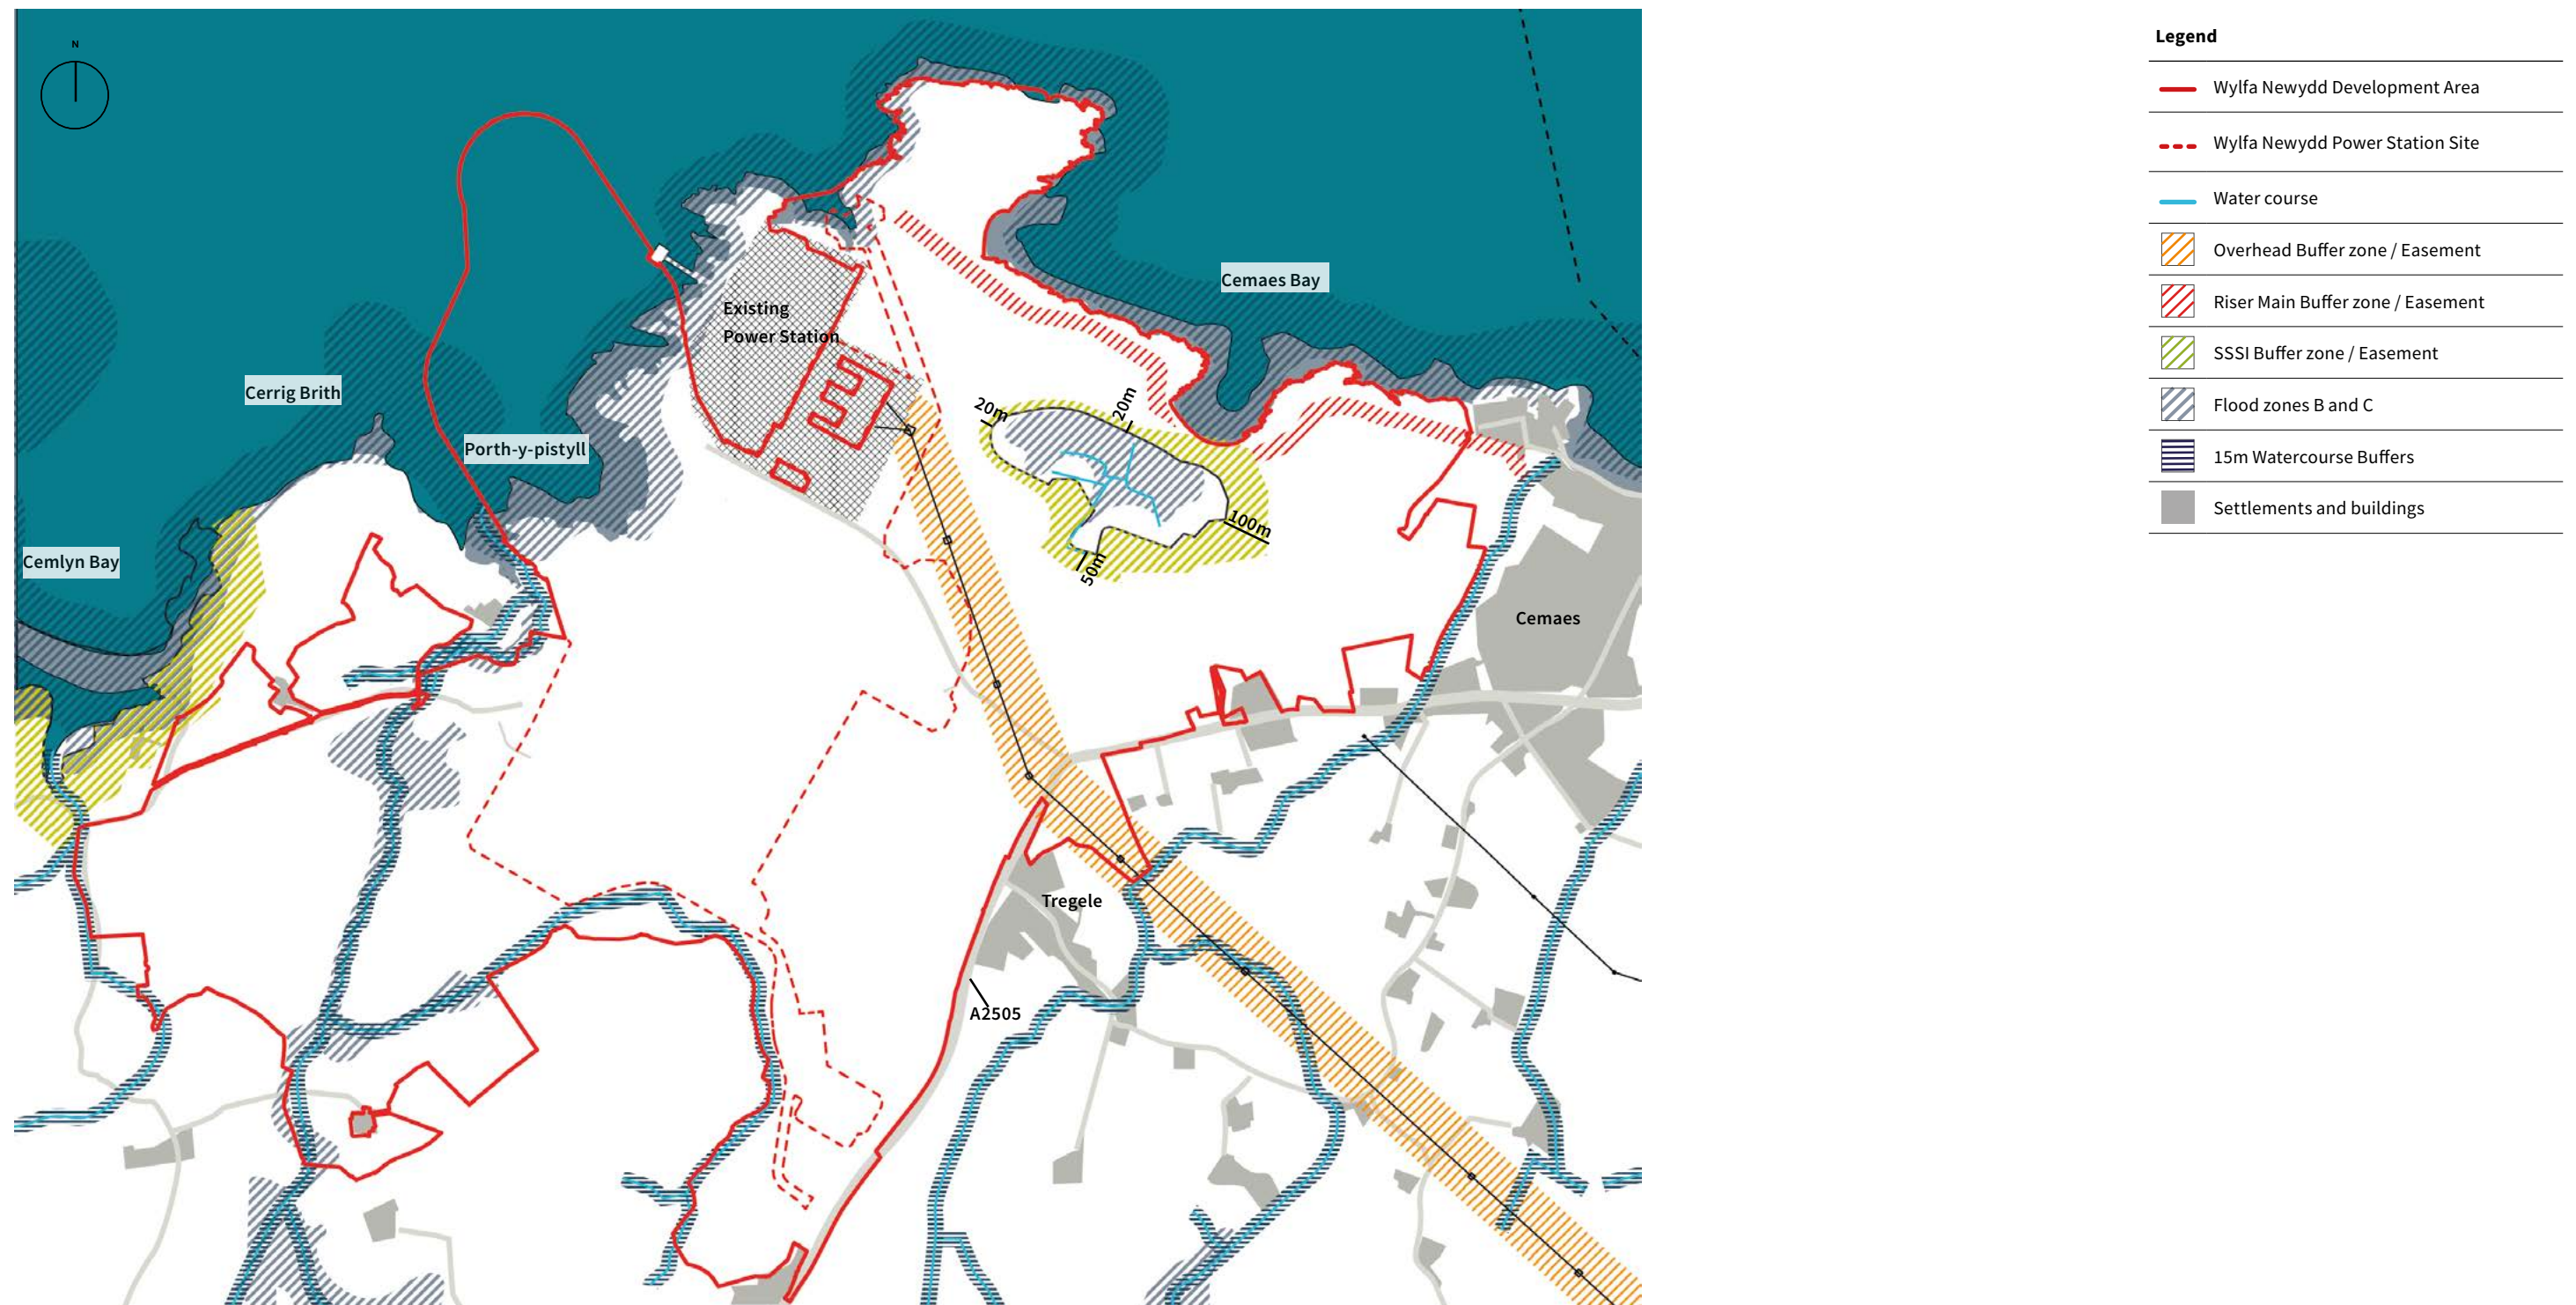 N
Cemaes Bay
Existing
Power Station
Cerrig Brith
20m
20m
Porth-y-pistyll
100m
50m
Cemlyn Bay
Cemaes
Tregele
A2505
Legend
Wylfa Newydd Development Area
Wylfa Newydd Power Station Site
Water course
Overhead Buffer zone / Easement
Riser Main Buffer zone / Easement
SSSI Buffer zone / Easement
Flood zones B and C
15m Watercourse Buffers
Settlements and buildings